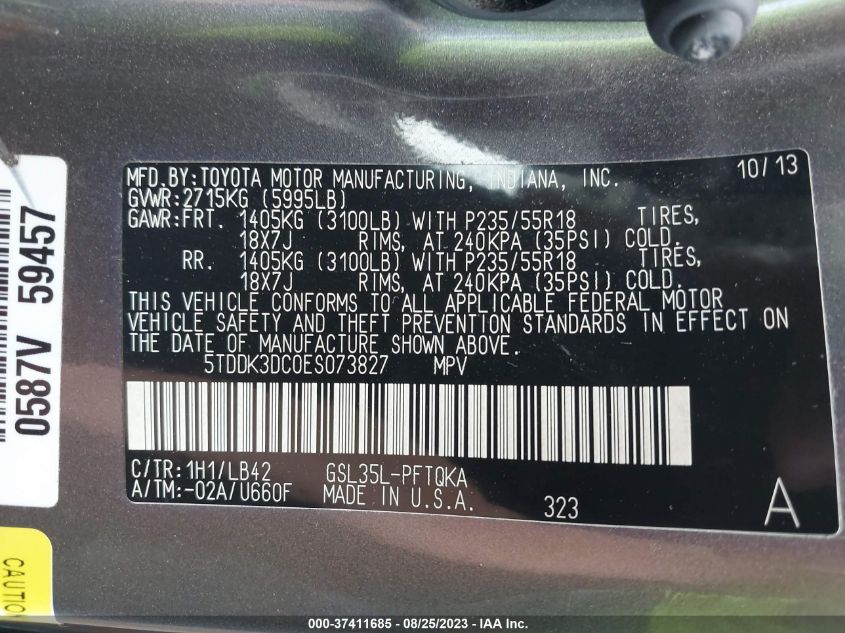 MFD.BY:TOYOTA MOTOR MANUFACTURING, INDIANA, INC. 10/13
GVWR:2715KG (5995LB)
GAWR:FRT. 1405KG (3100LB) WITH P235/55R18 TIRES,
18X7J RIMS, AT 240KPA (35PSI) COLD.
RR. 1405KG (3100LB) WITH P235/55R18 TIRES,
18X7J RIMS, AT 240KPA (35PSI) COLD.
THIS VEHICLE CONFORMS TO ALL APPLICABLE FEDERAL MOTOR
VEHICLE SAFETY AND THEFT PREVENTION STANDARDS IN EFFECT ON
THE DATE OF MANUFACTURE SHOWN ABOVE.
5TDDK3DC0ES073827 MPV
C/TR:1H1/LB42 GSL35L-PFTQKA
A/TM:-02A/U660F MADE IN U.S.A. 323 A
0587V 59457
CAUTION
000-37411685 - 08/25/2023 - IAA Inc.